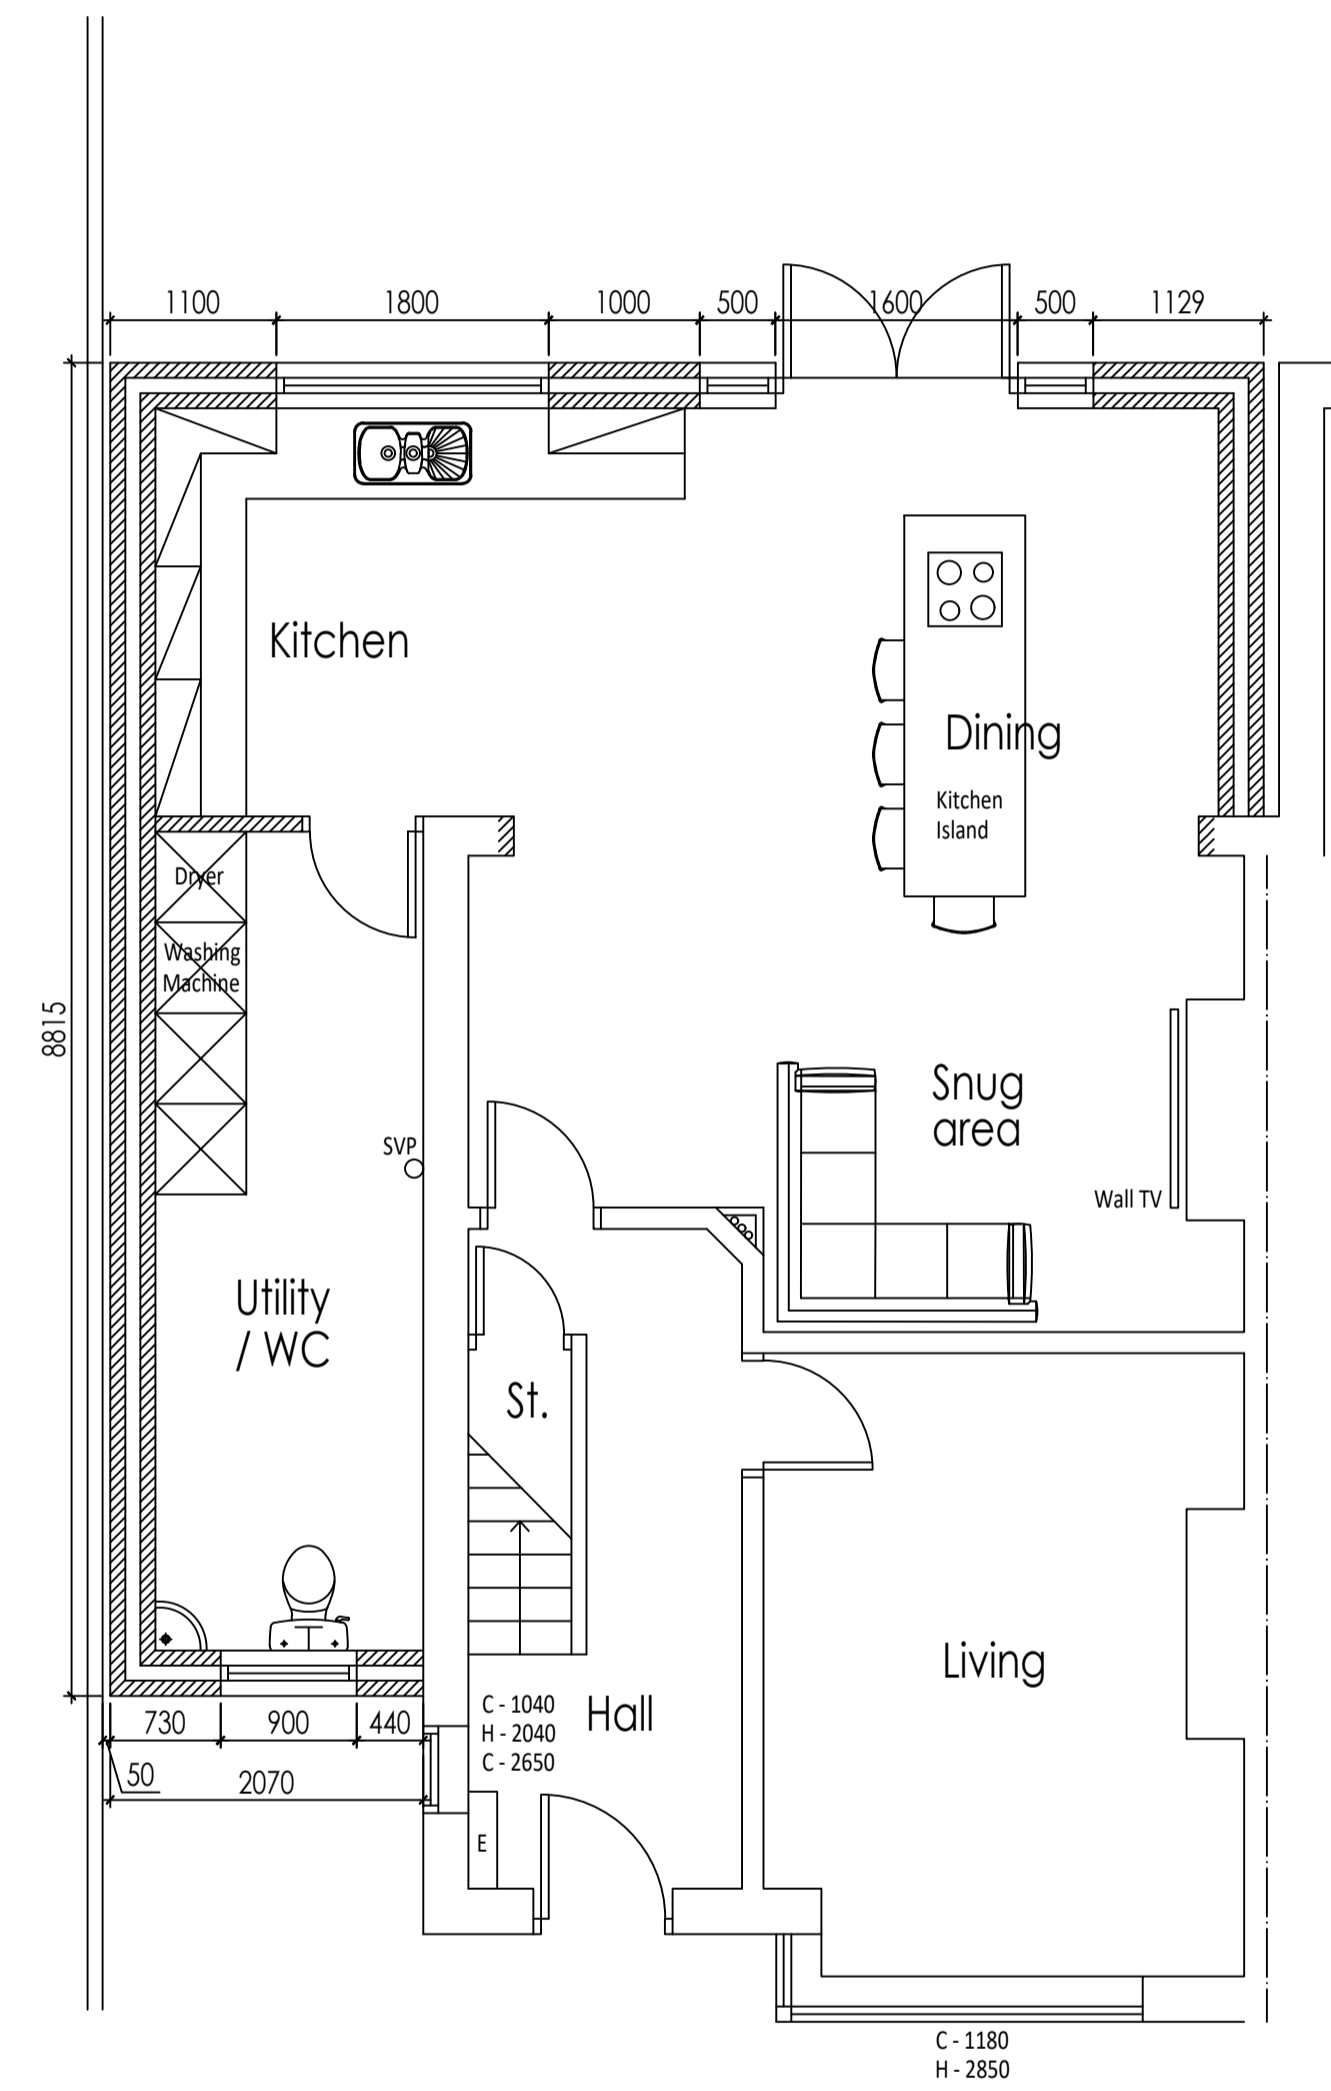 1100
1800
1000
500
1600
500
1129
Kitchen
Dining
Kitchen
Island
Dryer
Washing
Machine
8815
Snug
area
SVP
Wall TV
Utility
/ WC
St.
Living
C - 1040
H - 2040
C - 2650
Hall
730
900
440
50
2070
E
C - 1180
H - 2850